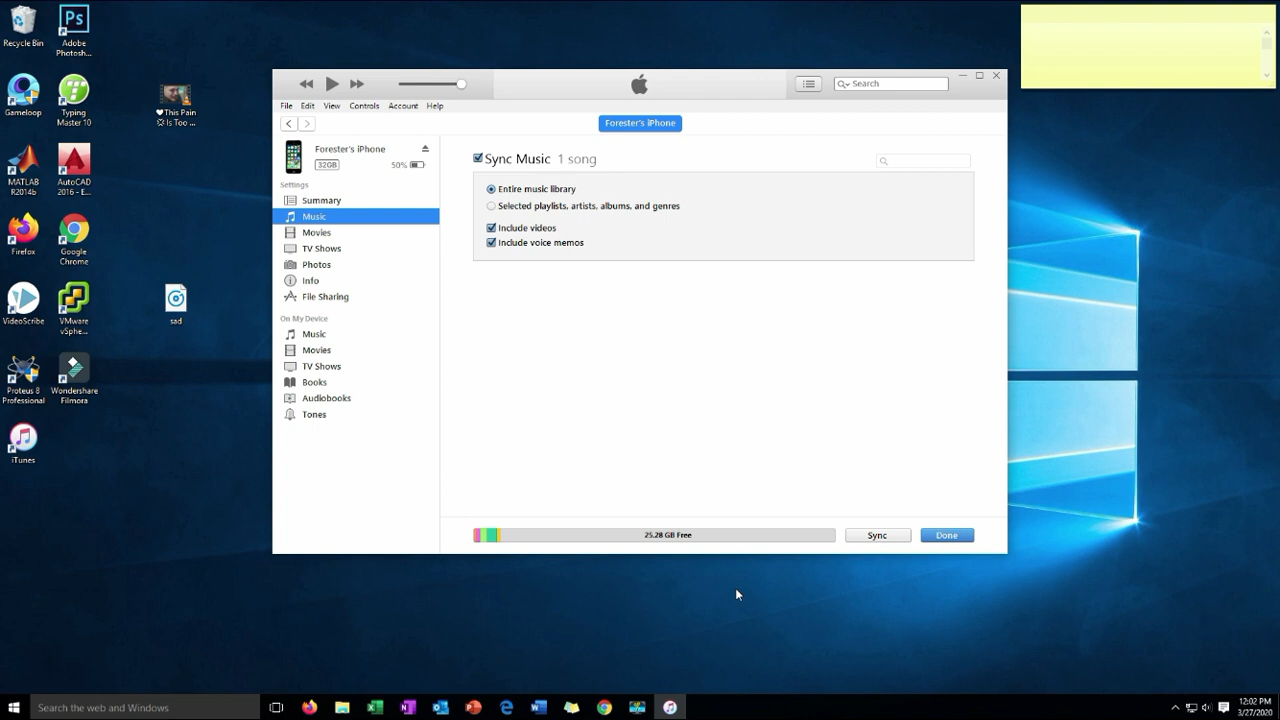 Recycle Bin
Adobe
Photosh...
Gameloop
Typing
Master 10
❤This Pain
💢 Is Too ...
MATLAB
R2014b
AutoCAD
2016 - E...
Firefox
Google
Chrome
VideoScribe
VMware
vSphe...
sad
Proteus 8
Professional
Wondershare
Filmora
iTunes
Search
File Edit View Controls Account Help
Forester's iPhone
Forester's iPhone
32GB 50%
Settings
Summary
Music
Movies
TV Shows
Photos
Info
File Sharing
On My Device
Music
Movies
TV Shows
Books
Audiobooks
Tones
Sync Music 1 song
Entire music library
Selected playlists, artists, albums, and genres
Include videos
Include voice memos
25.28 GB Free
Sync
Done
Search the web and Windows
12:02 PM
3/27/2020